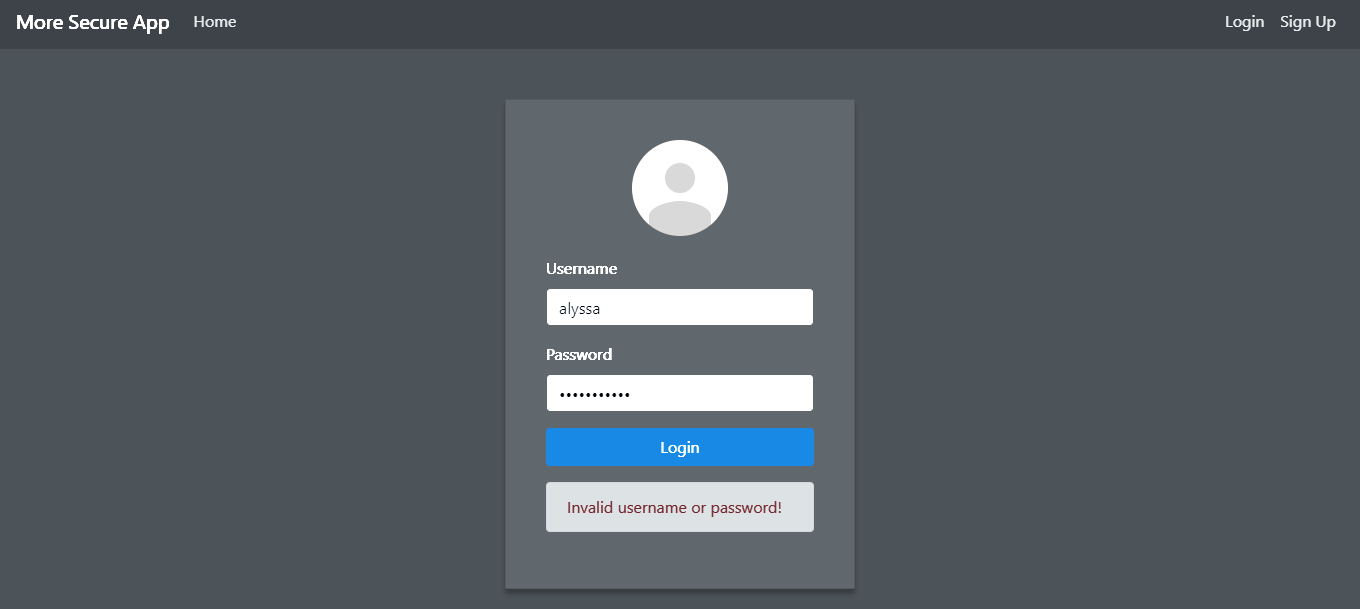 More Secure App Home Login Sign Up
Username
alyssa
Password
•••••••••••
Login
Invalid username or password!